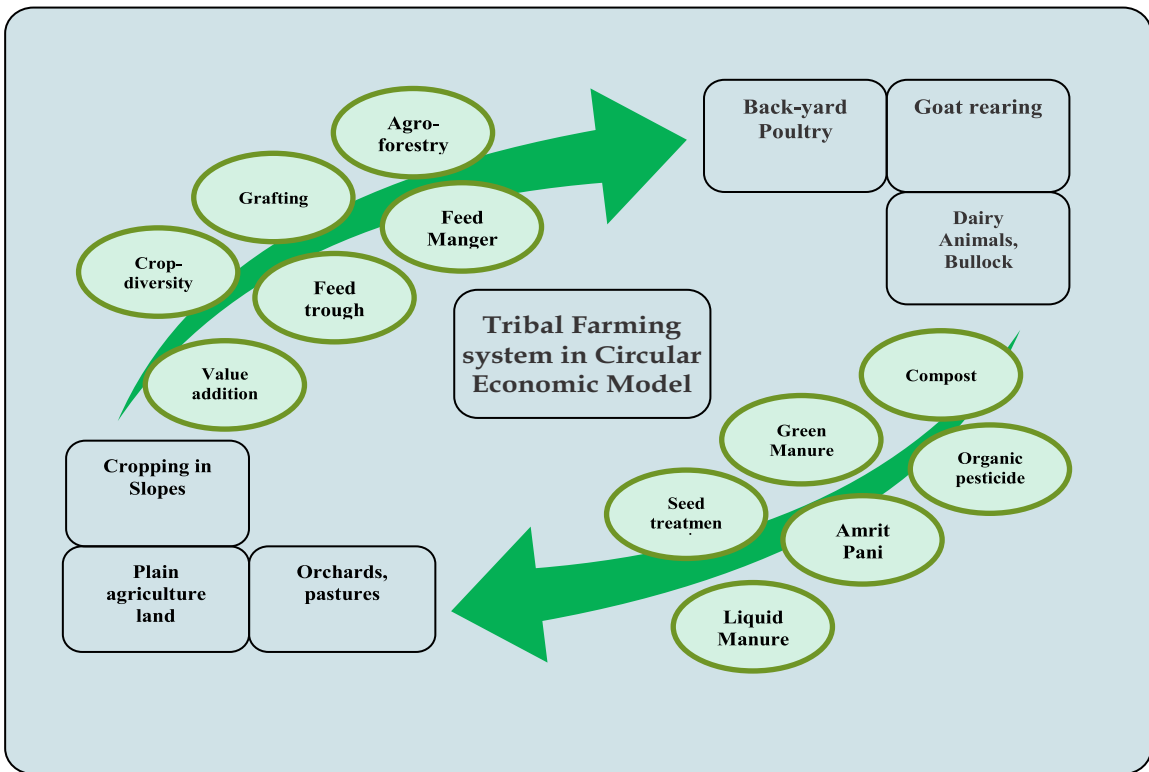 Agro-
forestry
Grafting
Feed
Manger
Crop-
diversity
Feed
trough
Value
addition
Back-yard
Poultry
Goat rearing
Dairy
Animals,
Bullock
Tribal Farming
system in Circular
Economic Model
Compost
Green
Manure
Organic
pesticide
Seed
treatmen
Amrit
Pani
Liquid
Manure
Cropping in
Slopes
Plain
agriculture
land
Orchards,
pastures